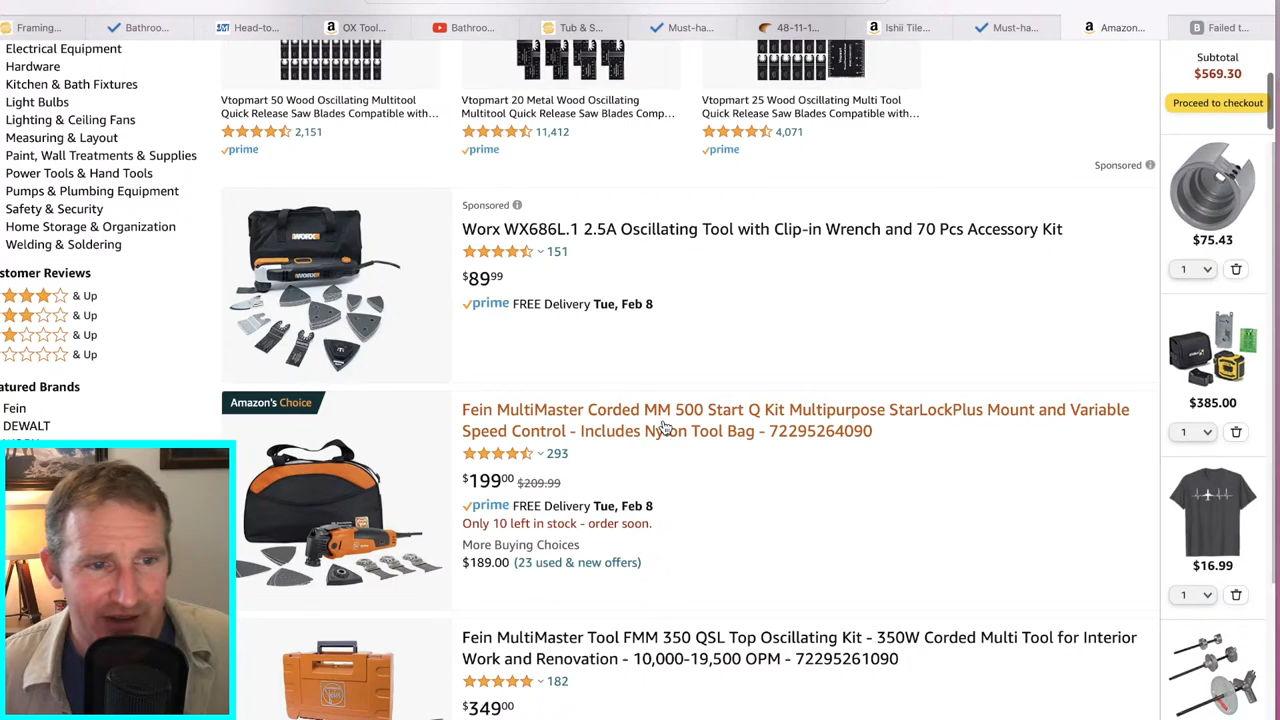 Framing...
Bathroo...
Head-to...
OX Tool...
Bathroo...
Tub & S...
Must-ha...
48-11-1...
Ishii Tile...
Must-ha...
Amazon...
Failed t...
Electrical Equipment
Hardware
Kitchen & Bath Fixtures
Light Bulbs
Lighting & Ceiling Fans
Measuring & Layout
Paint, Wall Treatments & Supplies
Power Tools & Hand Tools
Pumps & Plumbing Equipment
Safety & Security
Home Storage & Organization
Welding & Soldering
ustomer Reviews
& Up
& Up
& Up
& Up
atured Brands
Fein
DEWALT
Vtopmart 50 Wood Oscillating Multitool
Quick Release Saw Blades Compatible with...
2,151
prime
Vtopmart 20 Metal Wood Oscillating
Multitool Quick Release Saw Blades Comp...
11,412
prime
Vtopmart 25 Wood Oscillating Multi Tool
Quick Release Saw Blades Compatible with...
4,071
prime
Sponsored
Sponsored
Worx WX686L.1 2.5A Oscillating Tool with Clip-in Wrench and 70 Pcs Accessory Kit
151
$89.99
prime FREE Delivery Tue, Feb 8
WORX
Amazon's Choice
Fein MultiMaster Corded MM 500 Start Q Kit Multipurpose StarLockPlus Mount and Variable
Speed Control - Includes Nylon Tool Bag - 72295264090
293
$199.00 $209.99
prime FREE Delivery Tue, Feb 8
Only 10 left in stock - order soon.
More Buying Choices
$189.00 (23 used & new offers)
Fein MultiMaster Tool FMM 350 QSL Top Oscillating Kit - 350W Corded Multi Tool for Interior
Work and Renovation - 10,000-19,500 OPM - 72295261090
182
$349.00
Subtotal
$569.30
Proceed to checkout
$75.43
1
$385.00
1
$16.99
1